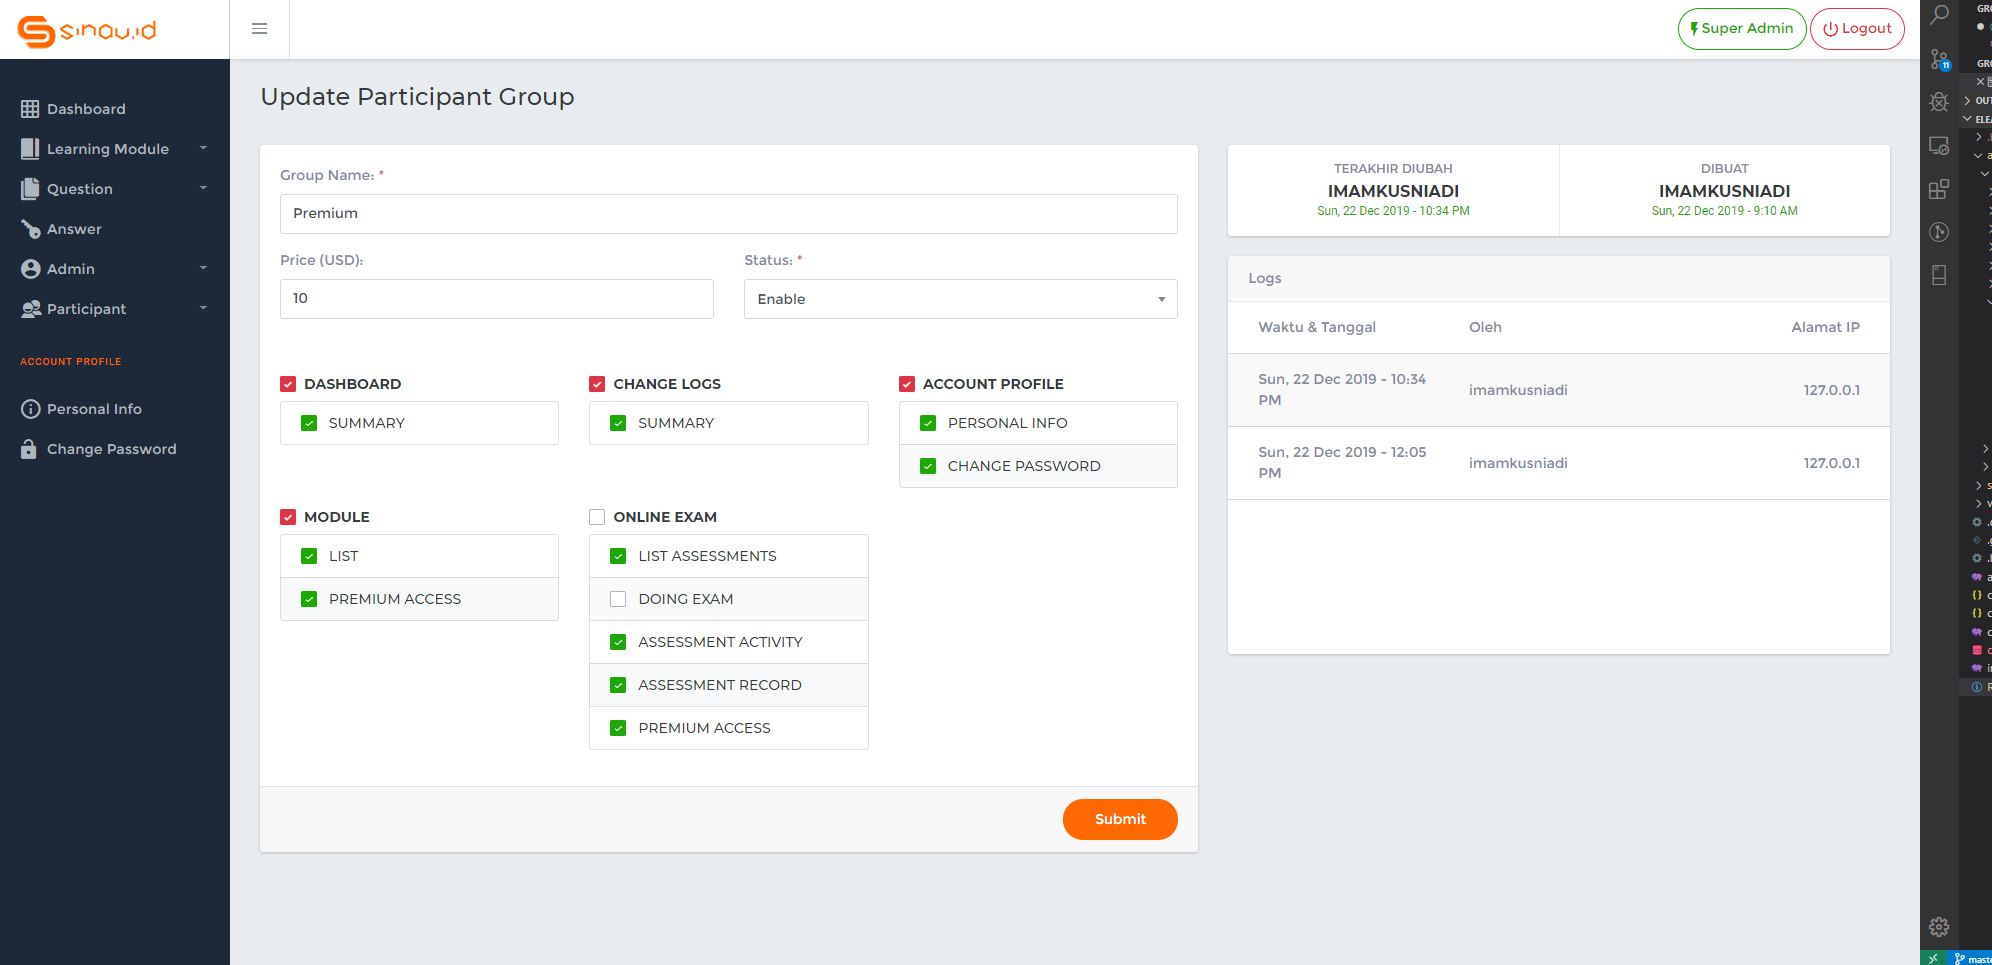 sinau.id
Super Admin
Logout
Dashboard
Learning Module
Question
Answer
Admin
Participant
ACCOUNT PROFILE
Personal Info
Change Password
Update Participant Group
Group Name: *
Premium
Price (USD):
Status: *
10
Enable
DASHBOARD
SUMMARY
CHANGE LOGS
SUMMARY
ACCOUNT PROFILE
PERSONAL INFO
CHANGE PASSWORD
MODULE
LIST
PREMIUM ACCESS
ONLINE EXAM
LIST ASSESSMENTS
DOING EXAM
ASSESSMENT ACTIVITY
ASSESSMENT RECORD
PREMIUM ACCESS
Submit
TERAKHIR DIUBAH
IMAMKUSNIADI
Sun, 22 Dec 2019 - 10:34 PM
DIBUAT
IMAMKUSNIADI
Sun, 22 Dec 2019 - 9:10 AM
Logs
Waktu & Tanggal Oleh Alamat IP
Sun, 22 Dec 2019 - 10:34 PM imamkusniadi 127.0.0.1
Sun, 22 Dec 2019 - 12:05 PM imamkusniadi 127.0.0.1
11